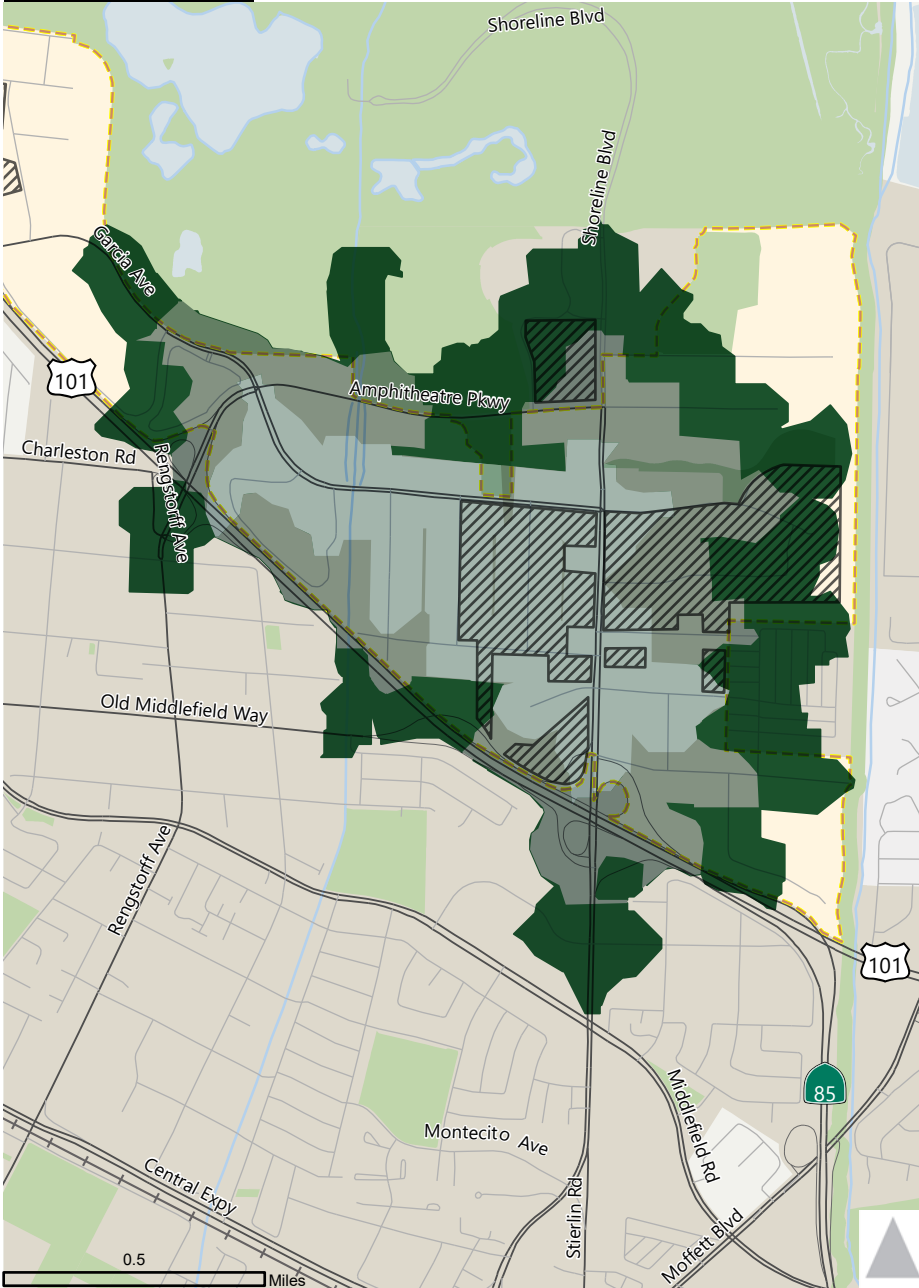 Shoreline Blvd
Shoreline Blvd
Garcia Ave
101
Amphitheatre Pkwy
Charleston Rd
Rengstorff Ave
Old Middlefield Way
Rengstorff Ave
101
85
Middlefield Rd
Montecito Ave
Central Expy
Stierlin Rd
Moffett Blvd
0.5
Miles